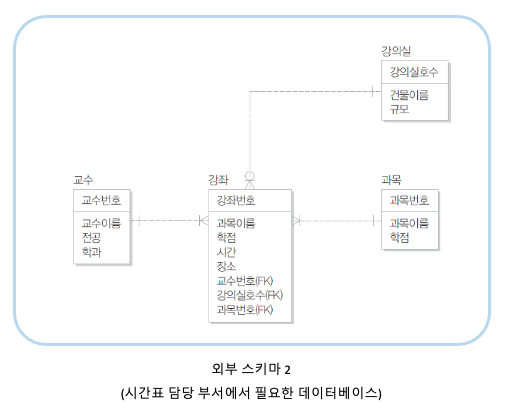 강의실
강의실호수
건물이름
규모
교수
교수번호
교수이름
전공
학과
강좌
강좌번호
과목이름
학점
시간
장소
교수번호(FK)
강의실호수(FK)
과목번호(FK)
과목
과목번호
과목이름
학점
외부 스키마 2
(시간표 담당 부서에서 필요한 데이터베이스)